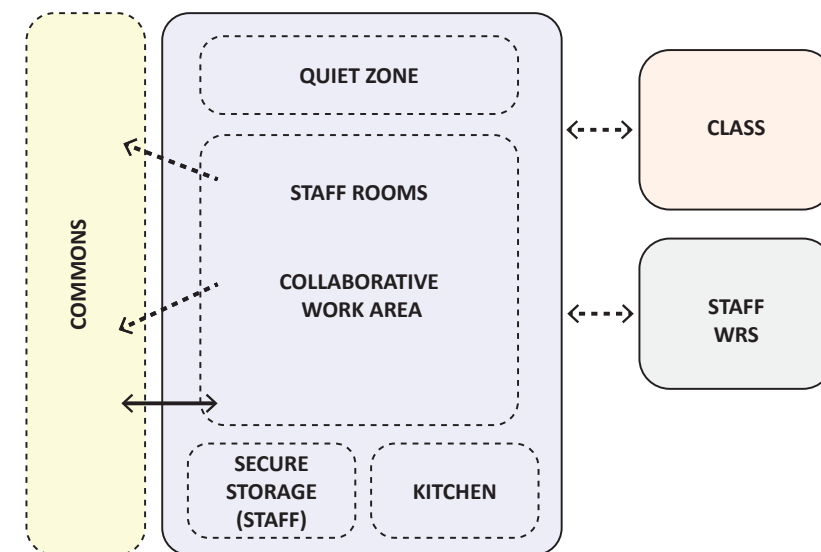 QUIET ZONE
CLASS
STAFF ROOMS
COMMONS
COLLABORATIVE
WORK AREA
STAFF
WRS
SECURE
STORAGE
(STAFF)
KITCHEN